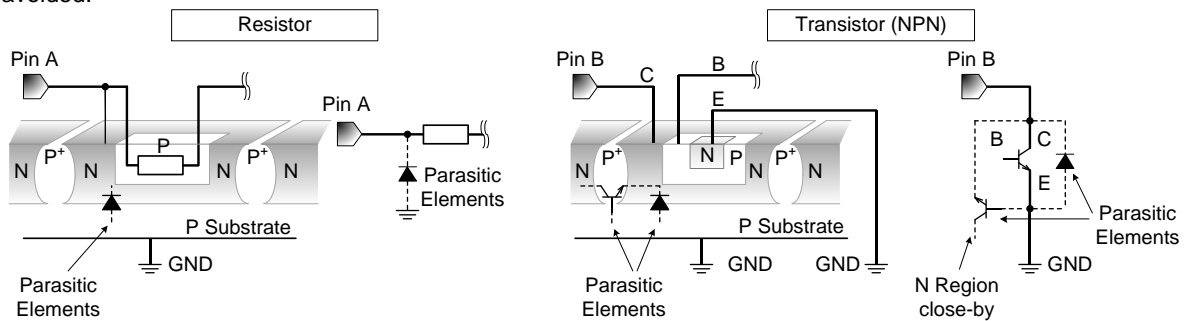 avoided.
Resistor
Transistor (NPN)
Pin A
Pin B
Pin B
C
B
E
Pin A
B
C
E
N
P+
N
P
P+
N
N
P+
N
N
P
P+
N
Parasitic
Elements
P Substrate
P Substrate
Parasitic
Elements
GND
GND
GND
GND
Parasitic
Elements
Parasitic
Elements
N Region
close-by